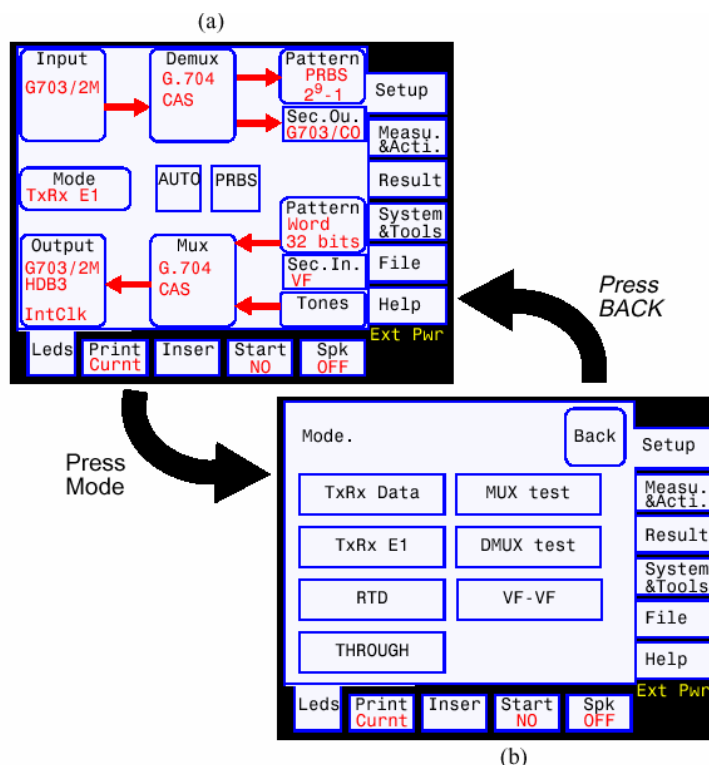 (a)
Input
G703/2M
Demux
G.704
CAS
Pattern
PRBS
2⁹-1
Sec.Ou.
G703/CO
Mode
TxRx E1
AUTO
PRBS
Output
G703/2M
HDB3
IntClk
Mux
G.704
CAS
Pattern
Word
32 bits
Sec.In.
VF
Tones
Setup
Measu.
&Acti.
Result
System
&Tools
File
Help
Ext Pwr
Leds
Print
Curnt
Inser
Start
NO
Spk
OFF
Press
BACK
Press
Mode
Mode.
Back
TxRx Data
MUX test
TxRx E1
DMUX test
RTD
VF-VF
THROUGH
Setup
Measu.
&Acti.
Result
System
&Tools
File
Help
Ext Pwr
Leds
Print
Curnt
Inser
Start
NO
Spk
OFF
(b)